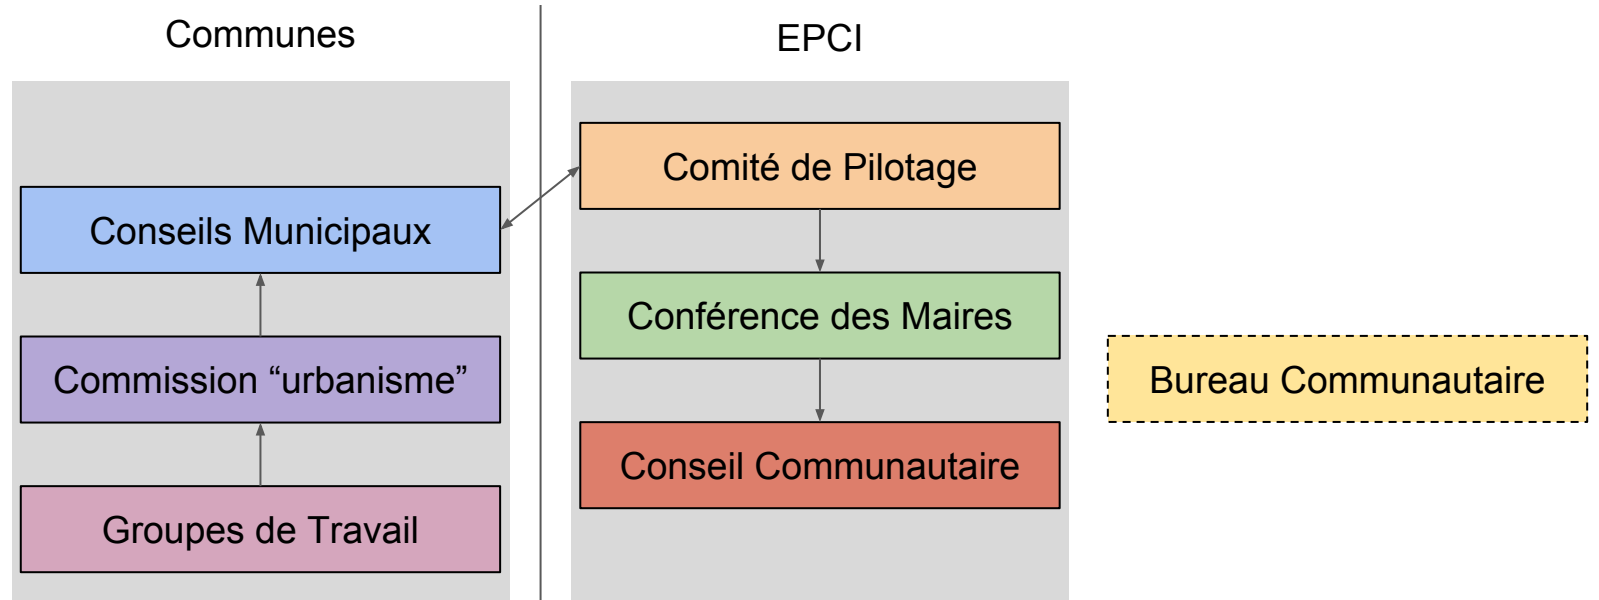 Communes
EPCI
Comité de Pilotage
Conseils Municipaux
Conférence des Maires
Commission “urbanisme”
Bureau Communautaire
Conseil Communautaire
Groupes de Travail